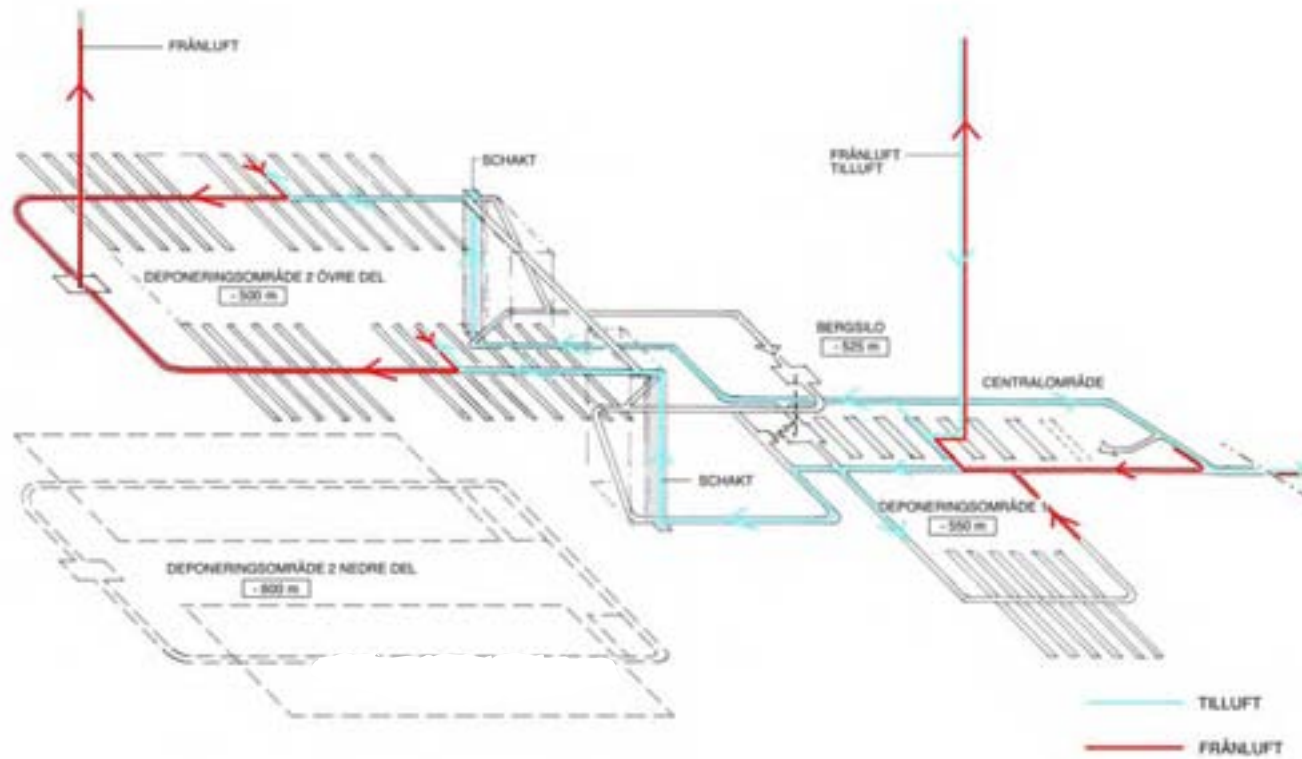 FRÅNLUFT
SCHAKT
FRÅNLUFT
TILLUFT
DEPONERINGSOMRÅDE 2 ÖVRE DEL
- 500 m
BERGSILO
- 525 m
CENTRALOMRÅDE
SCHAKT
DEPONERINGSOMRÅDE 1
- 550 m
DEPONERINGSOMRÅDE 2 NEDRE DEL
- 600 m
TILLUFT
FRÅNLUFT